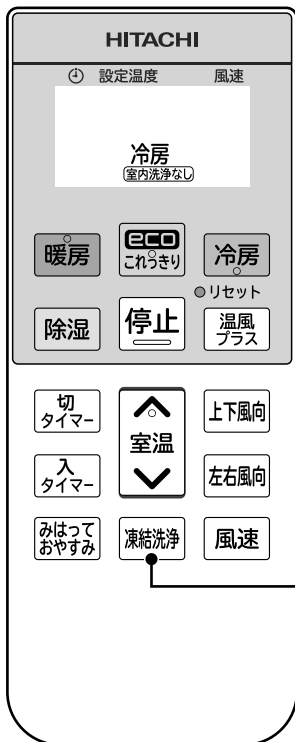 HITACHI
設定温度 風速
冷房
室内洗浄なし
暖房
eco
これっきり
冷房
リセット
除湿
停止
温風
プラス
切
タイマー
室温
上下風向
入
タイマー
左右風向
みはって
おやすみ
凍結洗浄
風速